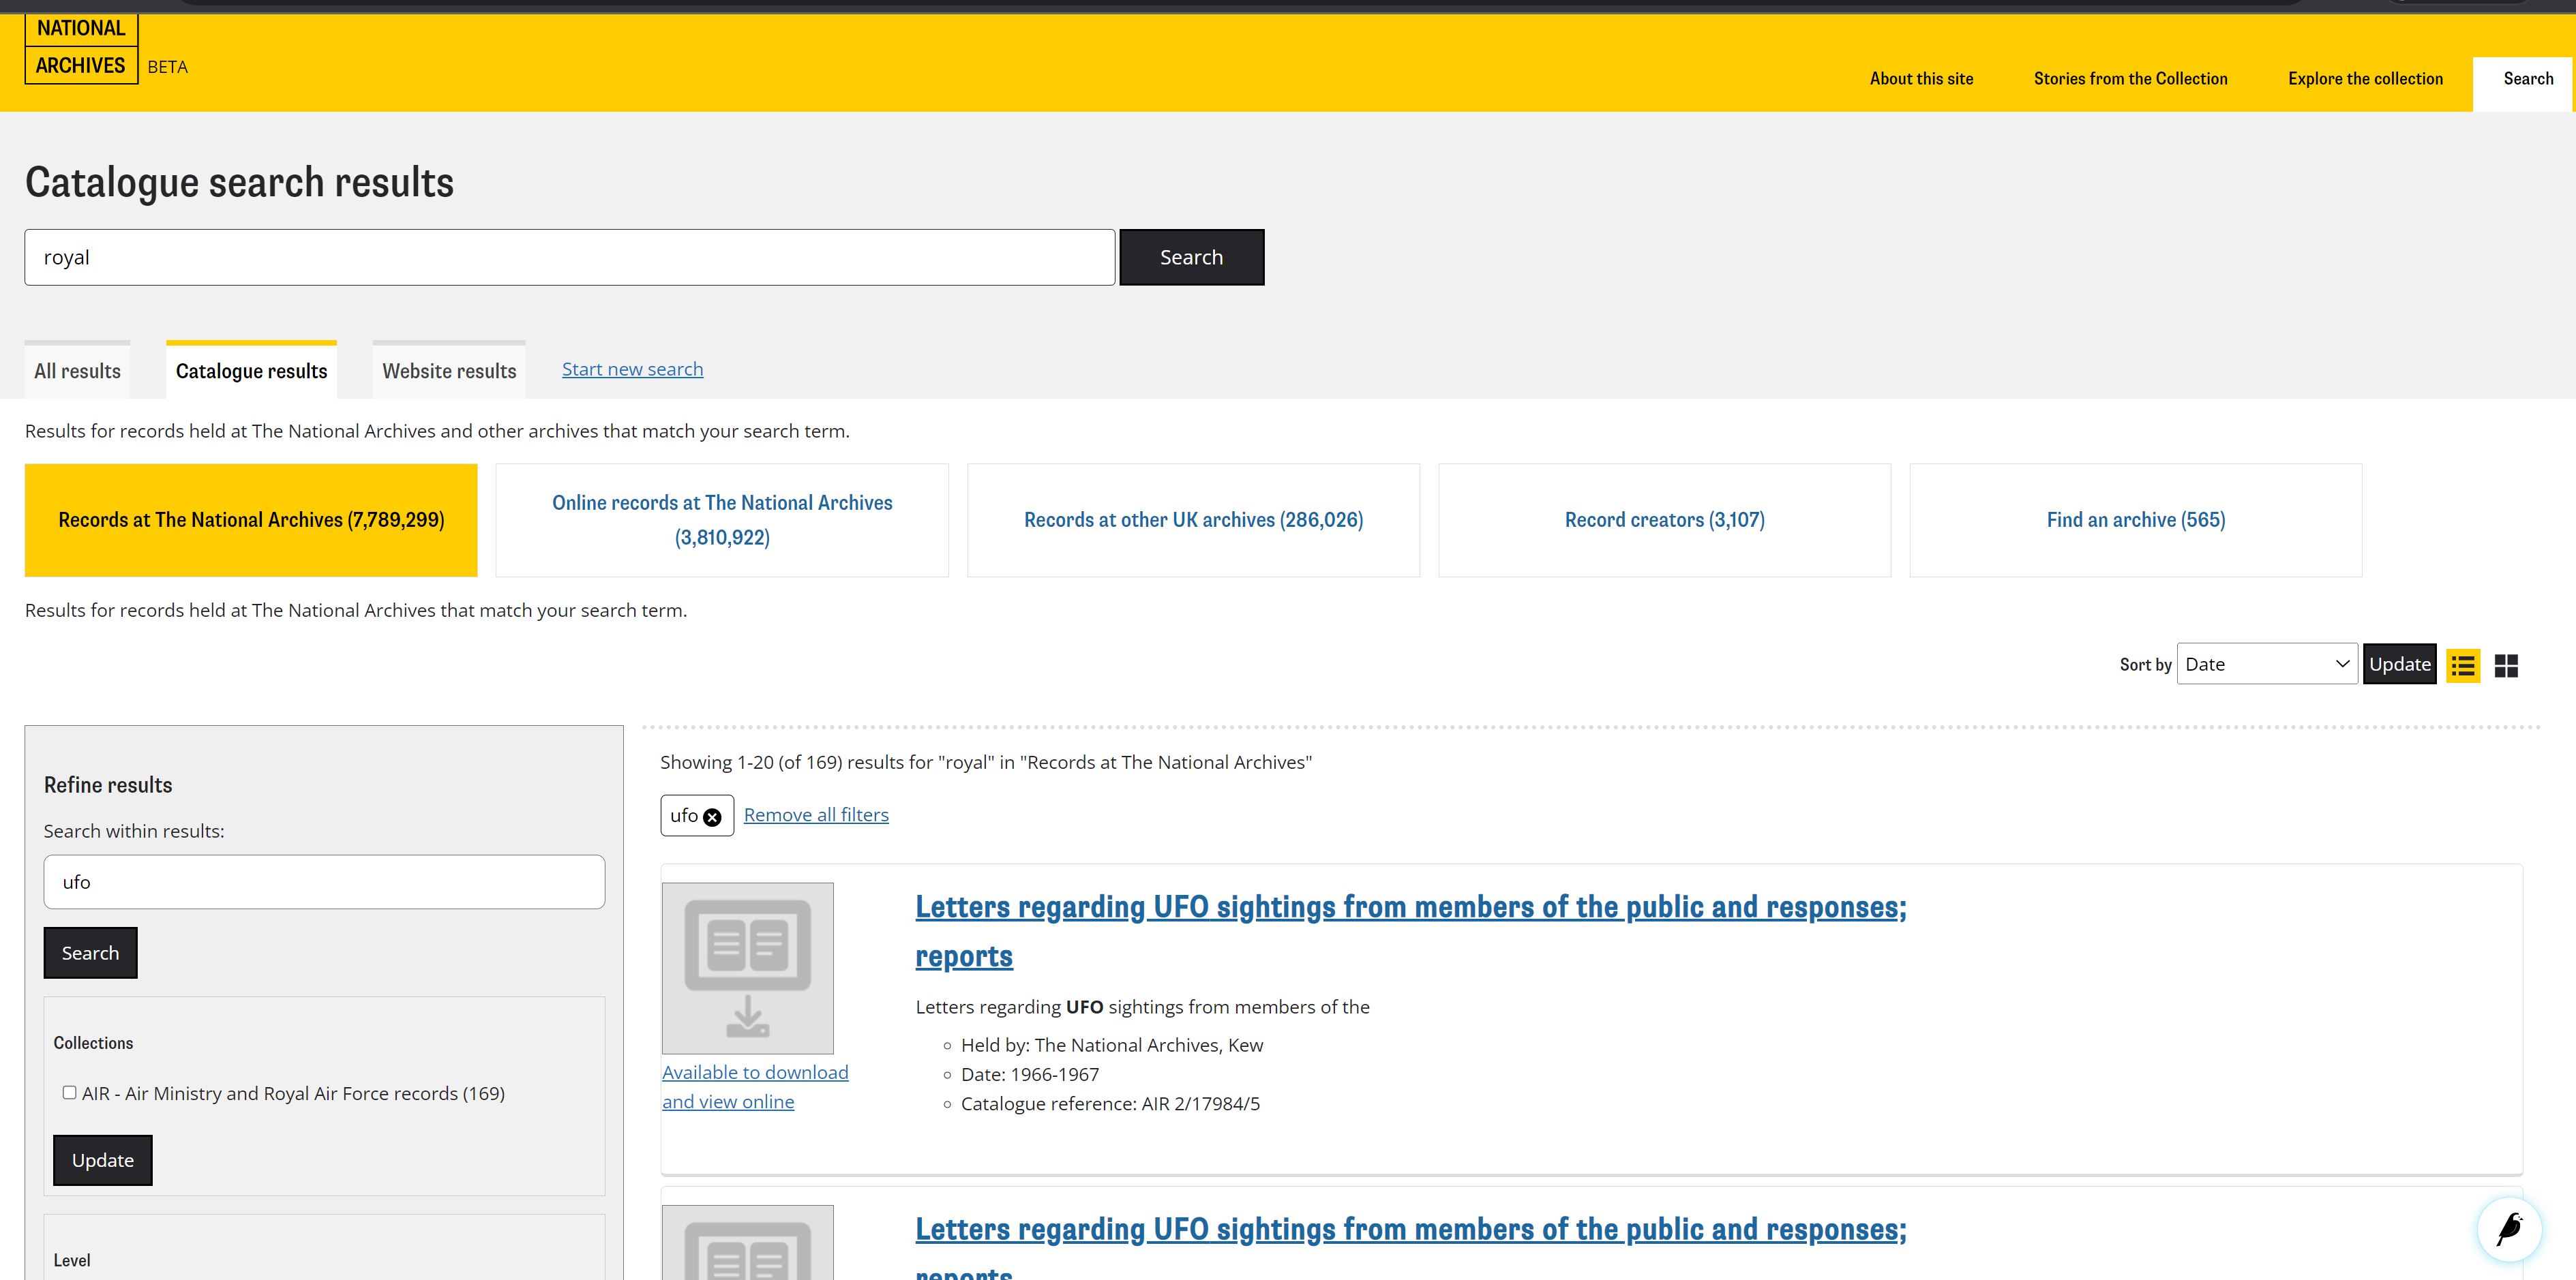 NATIONAL
ARCHIVES
BETA
About this site
Stories from the Collection
Explore the collection
Search
Catalogue search results
royal
Search
All results
Catalogue results
Website results
Start new search
Results for records held at The National Archives and other archives that match your search term.
Records at The National Archives (7,789,299)
Online records at The National Archives
(3,810,922)
Records at other UK archives (286,026)
Record creators (3,107)
Find an archive (565)
Results for records held at The National Archives that match your search term.
Sort by
Date
Update
Refine results
Search within results:
ufo
Search
Collections
AIR - Air Ministry and Royal Air Force records (169)
Update
Level
Showing 1-20 (of 169) results for "royal" in "Records at The National Archives"
ufo
Remove all filters
Available to download
and view online
Letters regarding UFO sightings from members of the public and responses;
reports
Letters regarding UFO sightings from members of the
Held by: The National Archives, Kew
Date: 1966-1967
Catalogue reference: AIR 2/17984/5
Letters regarding UFO sightings from members of the public and responses;
reports